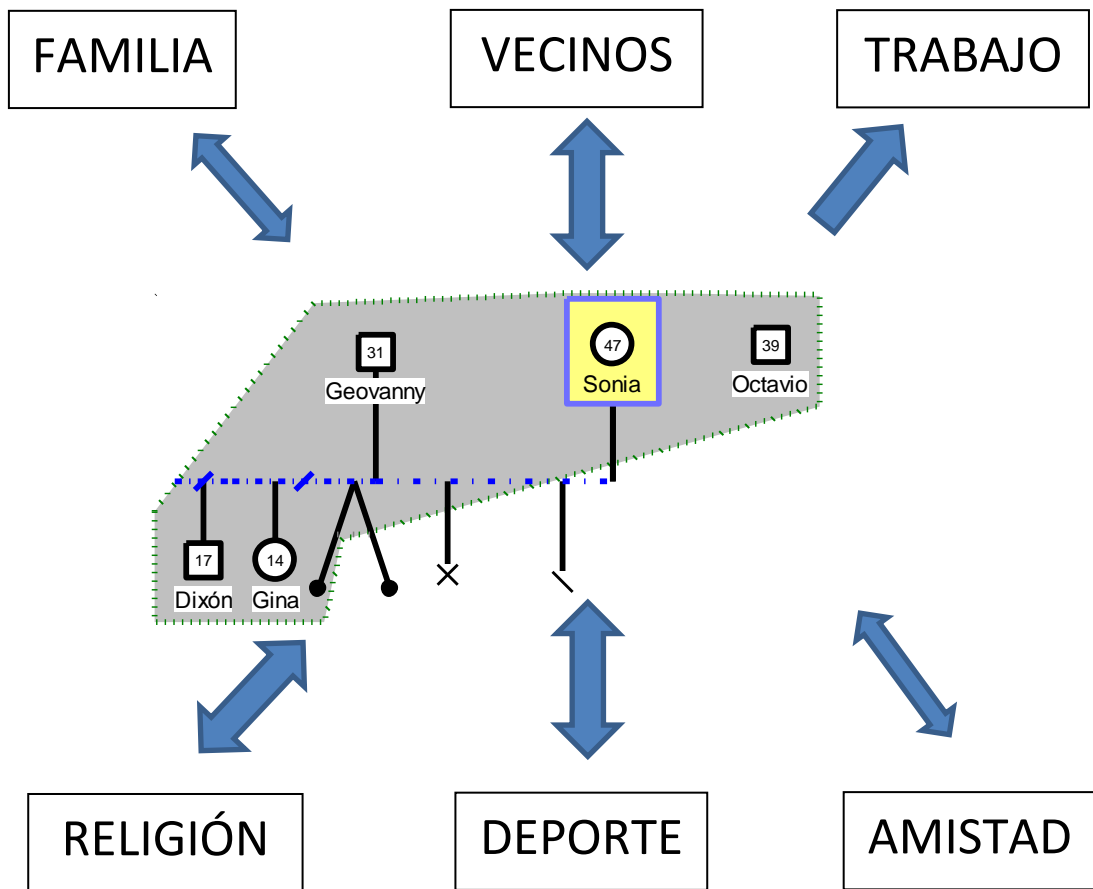 FAMILIA
VECINOS
TRABAJO
31
Geovanny
47
Sonia
39
Octavio
17
Dixón
14
Gina
RELIGIÓN
DEPORTE
AMISTAD